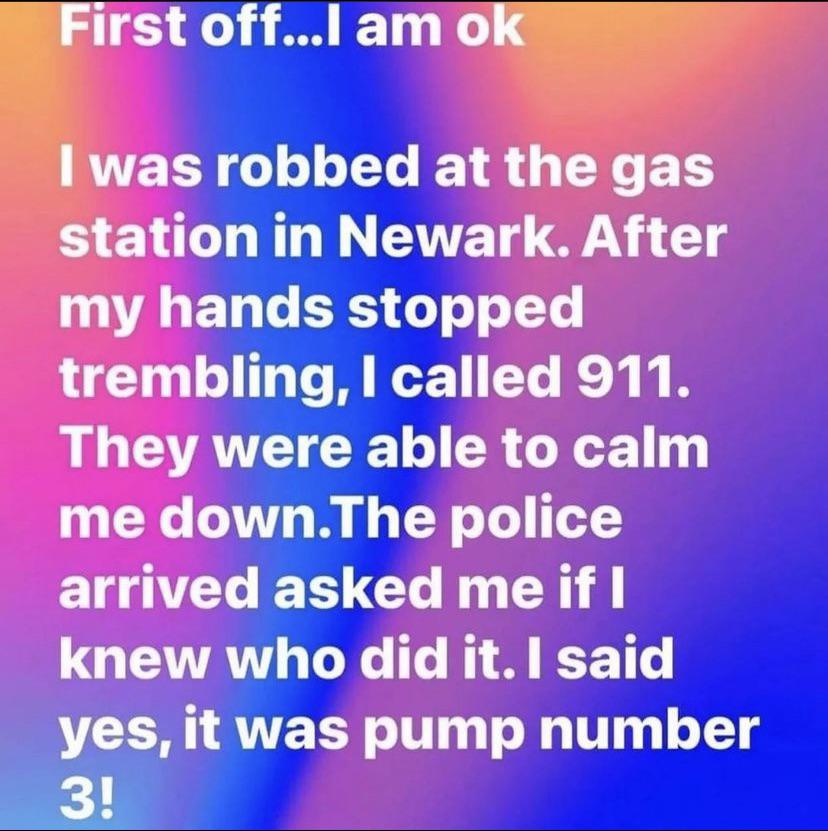 First off...I am ok
I was robbed at the gas
station in Newark. After
my hands stopped
trembling, I called 911.
They were able to calm
me down.The police
arrived asked me if I
knew who did it. I said
yes, it was pump number
3!